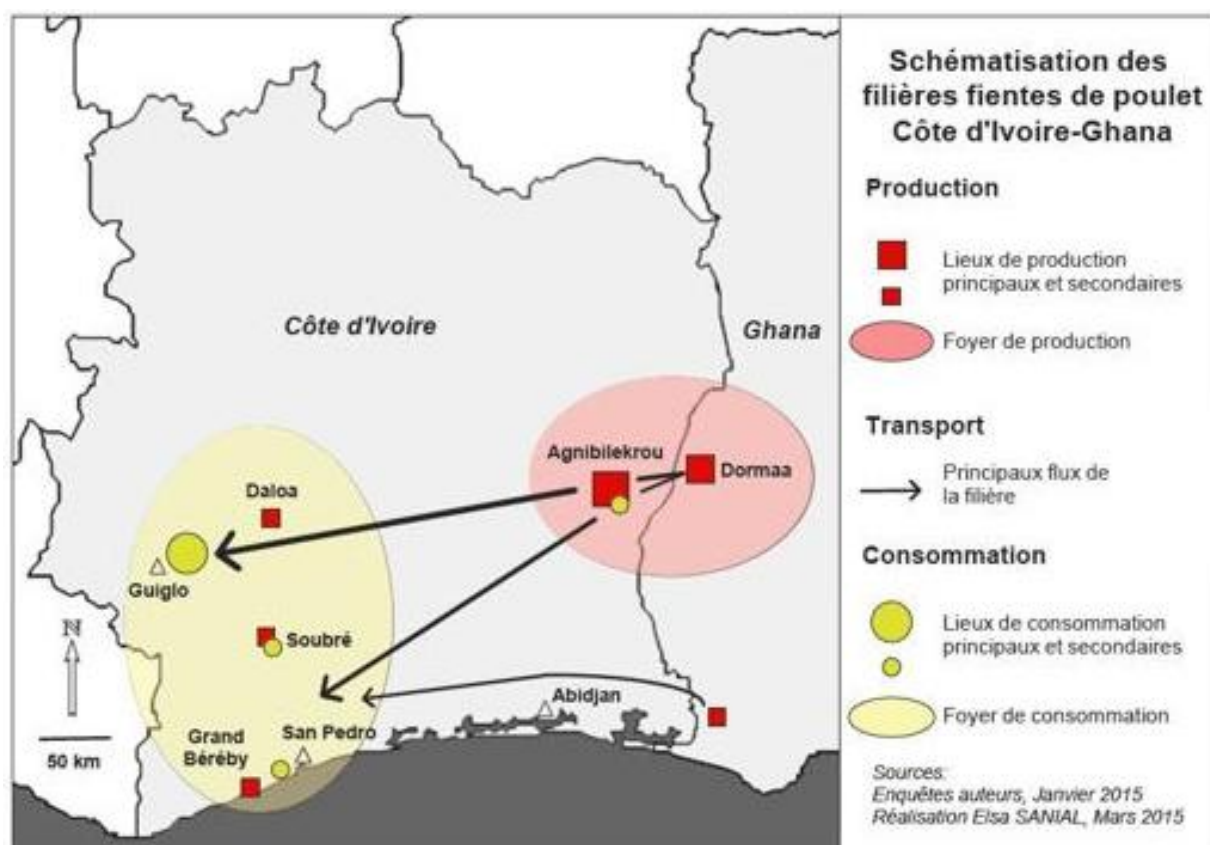 Schématisation des
filières fientes de poulet
Côte d'Ivoire-Ghana
Production
Lieux de production
principaux et secondaires
Foyer de production
Transport
Principaux flux de
la filière
Consommation
Lieux de consommation
principaux et secondaires
Foyer de consommation
Sources:
Enquêtes auteurs, Janvier 2015
Réalisation Elsa SANIAL, Mars 2015
Côte d'Ivoire
Ghana
Agnibilekrou
Dormaa
Daloa
Guiglo
Soubré
Abidjan
San Pedro
Grand
Béréby
N
50 km